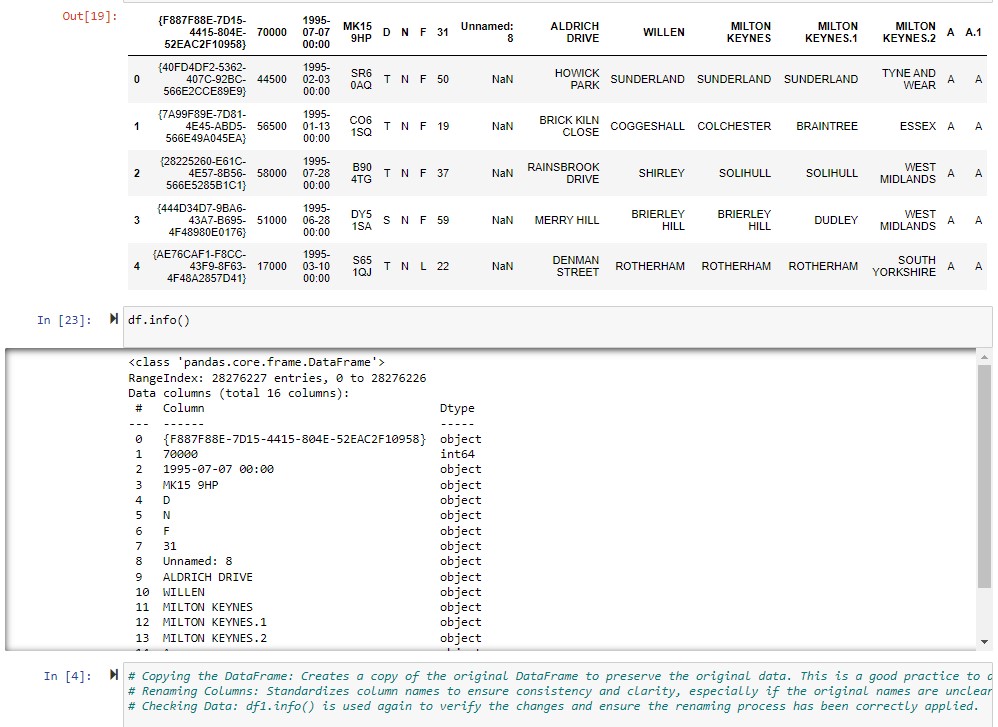 Out[19]:
{F887F88E-7D15-4415-804E-52EAC2F10958} 70000 1995-07-07 00:00 MK15 9HP D N F 31 Unnamed: 8 ALDRICH DRIVE WILLEN MILTON KEYNES MILTON KEYNES.1 MILTON KEYNES.2 A A.1
0 {40FD4DF2-5362-407C-92BC-566E2CCE89E9} 44500 1995-02-03 00:00 SR6 0AQ T N F 50 NaN HOWICK PARK SUNDERLAND SUNDERLAND SUNDERLAND TYNE AND WEAR A A
1 {7A99F89E-7D81-4E45-ABD5-566E49A045EA} 56500 1995-01-13 00:00 CO6 1SQ T N F 19 NaN BRICK KILN CLOSE COGGESHALL COLCHESTER BRAINTREE ESSEX A A
2 {28225260-E61C-4E57-8B56-566E5285B1C1} 58000 1995-07-28 00:00 B90 4TG T N F 37 NaN RAINSBROOK DRIVE SHIRLEY SOLIHULL SOLIHULL WEST MIDLANDS A A
3 {444D34D7-9BA6-43A7-B695-4F48980E0176} 51000 1995-06-28 00:00 DY5 1SA S N F 59 NaN MERRY HILL BRIERLEY HILL BRIERLEY HILL DUDLEY WEST MIDLANDS A A
4 {AE76CAF1-F8CC-43F9-8F63-4F48A2857D41} 17000 1995-03-10 00:00 S65 1QJ T N L 22 NaN DENMAN STREET ROTHERHAM ROTHERHAM ROTHERHAM SOUTH YORKSHIRE A A
In [23]: df.info()
<class 'pandas.core.frame.DataFrame'>
RangeIndex: 28276227 entries, 0 to 28276226
Data columns (total 16 columns):
# Column Dtype
--- ------ -----
0 {F887F88E-7D15-4415-804E-52EAC2F10958} object
1 70000 int64
2 1995-07-07 00:00 object
3 MK15 9HP object
4 D object
5 N object
6 F object
7 31 object
8 Unnamed: 8 object
9 ALDRICH DRIVE object
10 WILLEN object
11 MILTON KEYNES object
12 MILTON KEYNES.1 object
13 MILTON KEYNES.2 object
In [4]: # Copying the DataFrame: Creates a copy of the original DataFrame to preserve the original data. This is a good practice to
# Renaming Columns: Standardizes column names to ensure consistency and clarity, especially if the original names are
# Checking Data: df1.info() is used again to verify the changes and ensure the renaming process has been correctly applied.